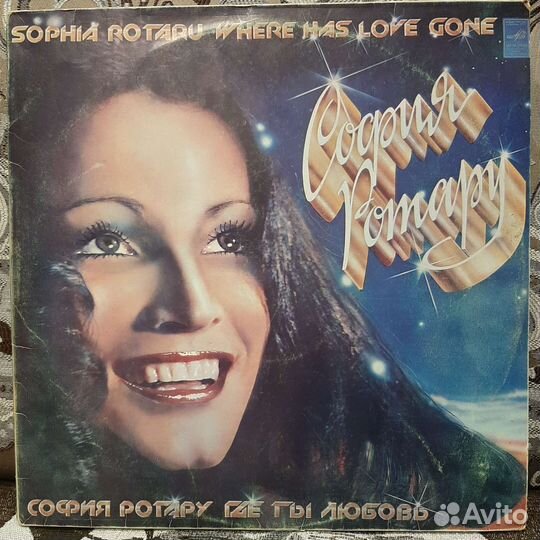 SOPHIA ROTARU WHERE HAS LOVE GONE
София
Ротару
СОФИЯ РОТАРУ ГДЕ ТЫ ЛЮБОВЬ
Avito